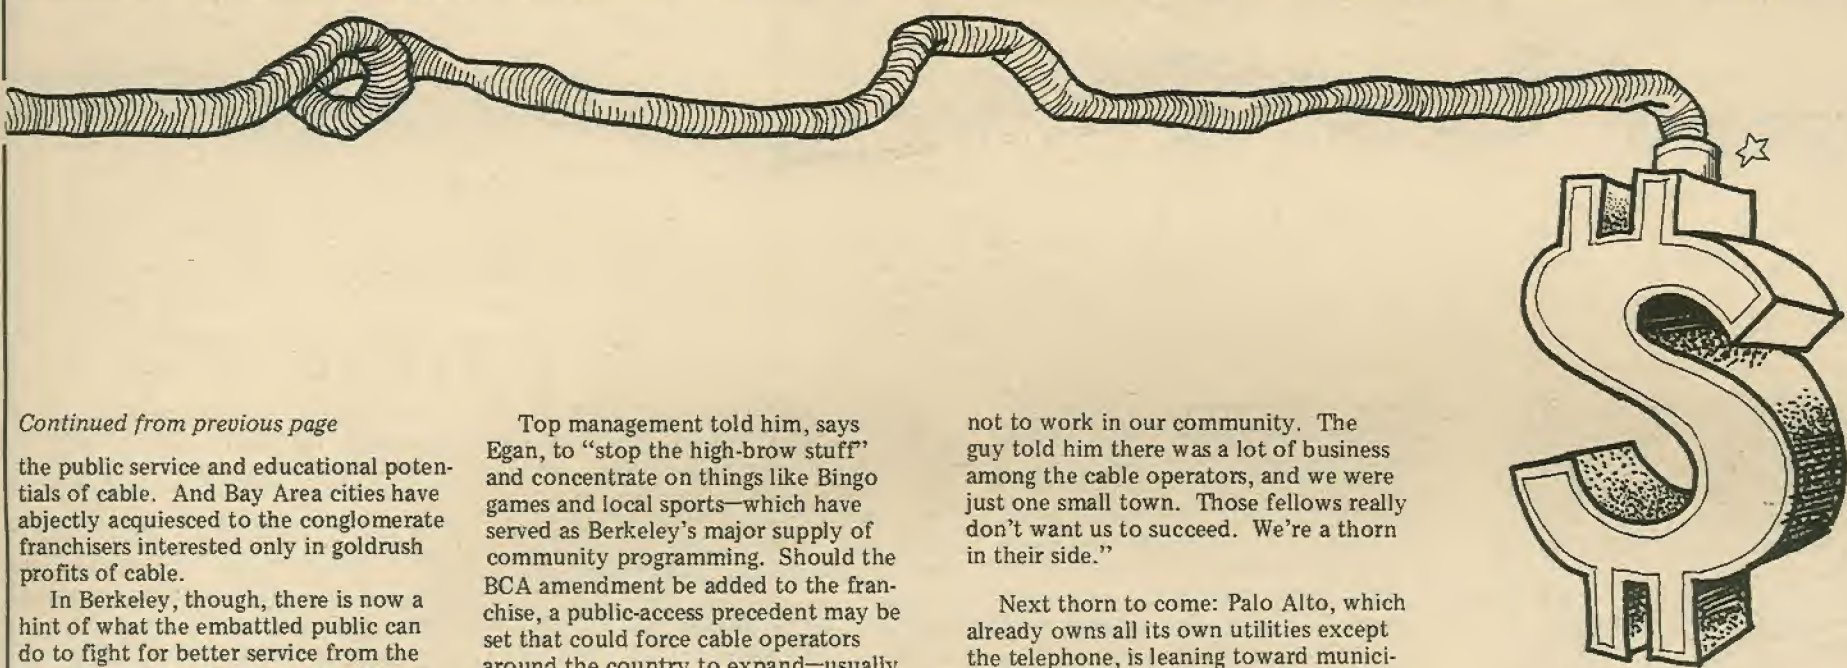 Continued from previous page
the public service and educational poten-
tials of cable. And Bay Area cities have
abjectly acquiesced to the conglomerate
franchisers interested only in goldrush
profits of cable.
In Berkeley, though, there is now a
hint of what the embattled public can
do to fight for better service from the
Top management told him, says
Egan, to “stop the high-brow stuff”
and concentrate on things like Bingo
games and local sports—which have
served as Berkeley’s major supply of
community programming. Should the
BCA amendment be added to the fran-
chise, a public-access precedent may be
set that could force cable operators
around the country to expand—usually
not to work in our community. The
guy told him there was a lot of business
among the cable operators, and we were
just one small town. Those fellows really
don’t want us to succeed. We’re a thorn
in their side.”
Next thorn to come: Palo Alto, which
already owns all its own utilities except
the telephone, is leaning toward munici-